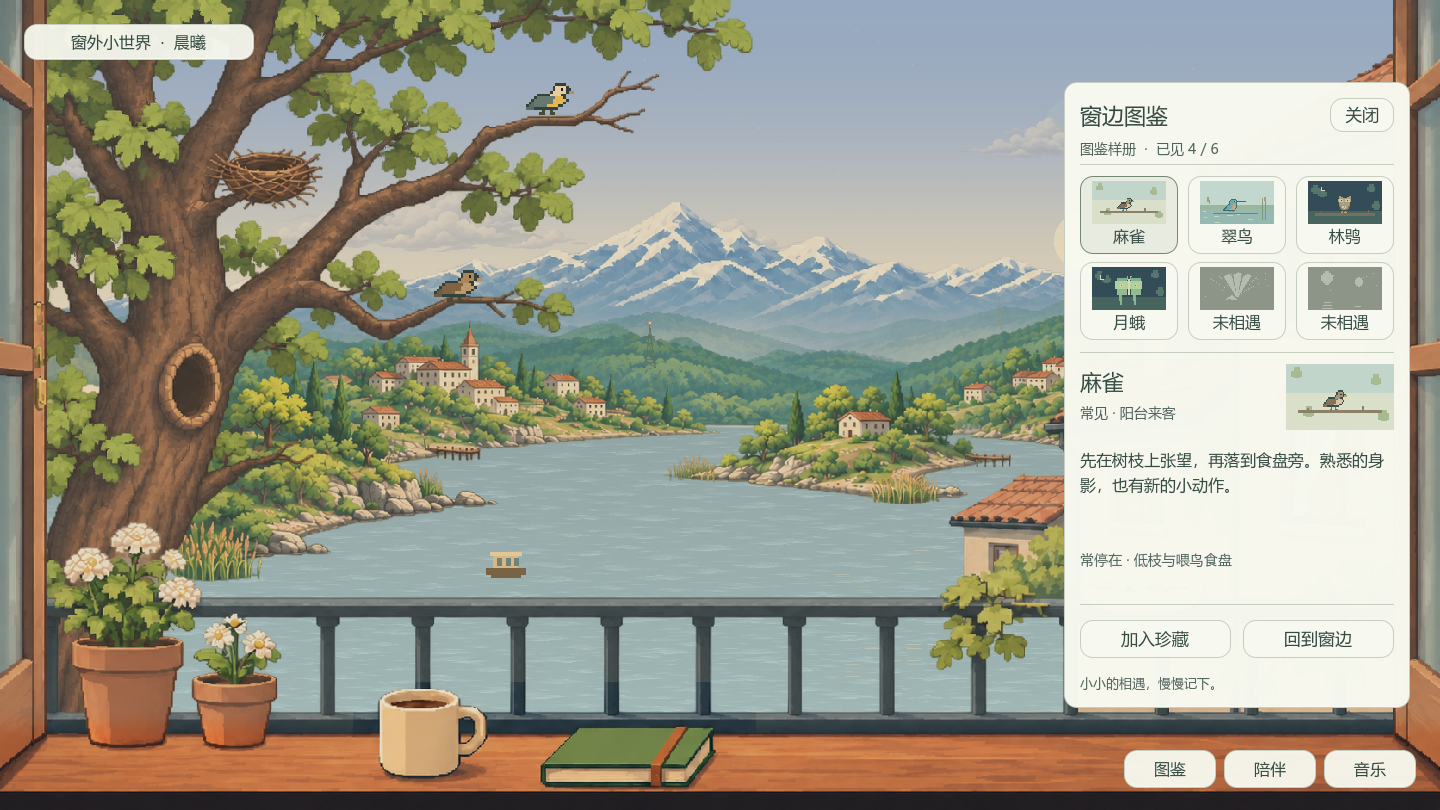 窗外小世界 · 晨曦
窗边图鉴
关闭
图鉴样册 · 已见 4 / 6
麻雀
翠鸟
林鸮
月蛾
未相遇
未相遇
麻雀
常见 · 阳台来客
先在树枝上张望，再落到食盘旁。熟悉的身
影，也有新的小动作。
常停在 · 低枝与喂鸟食盘
加入珍藏
回到窗边
小小的相遇，慢慢记下。
图鉴
陪伴
音乐